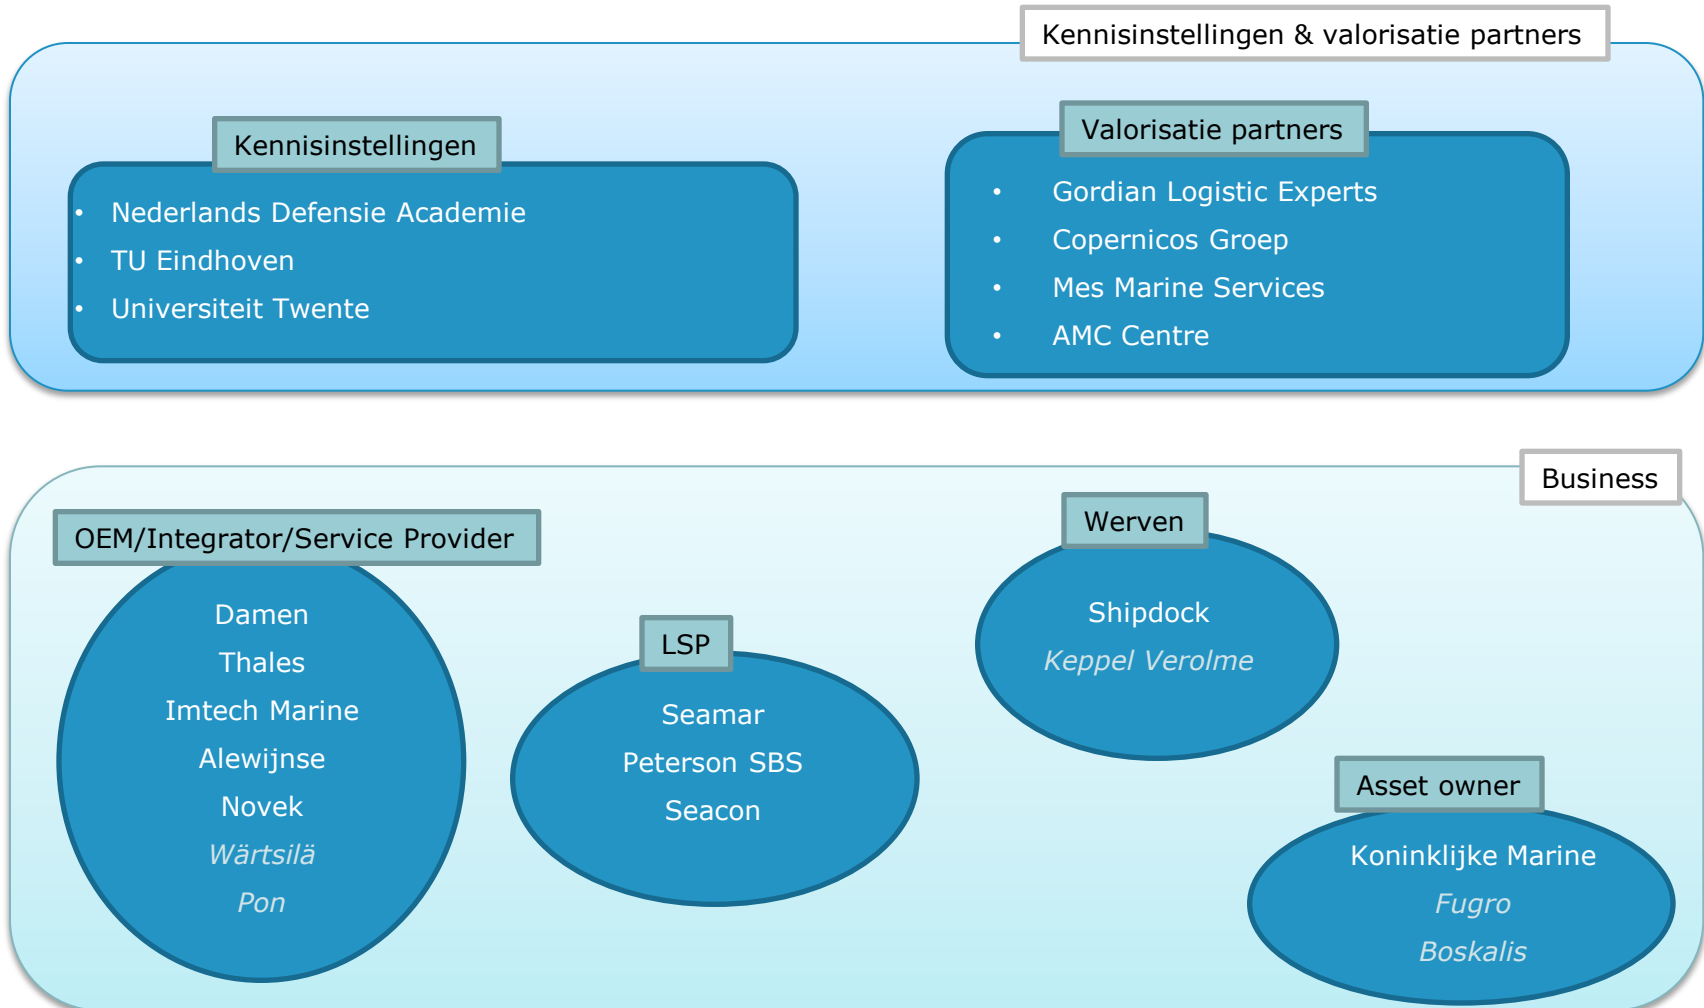 Kennisinstellingen & valorisatie partners
Kennisinstellingen
• Nederlands Defensie Academie
• TU Eindhoven
• Universiteit Twente
Valorisatie partners
• Gordian Logistic Experts
• Copernicos Groep
• Mes Marine Services
• AMC Centre
Business
OEM/Integrator/Service Provider
Damen
Thales
Imtech Marine
Alewijnse
Novek
Wärtsilä
Pon
LSP
Seamar
Peterson SBS
Seacon
Werven
Shipdock
Keppel Verolme
Asset owner
Koninklijke Marine
Fugro
Boskalis